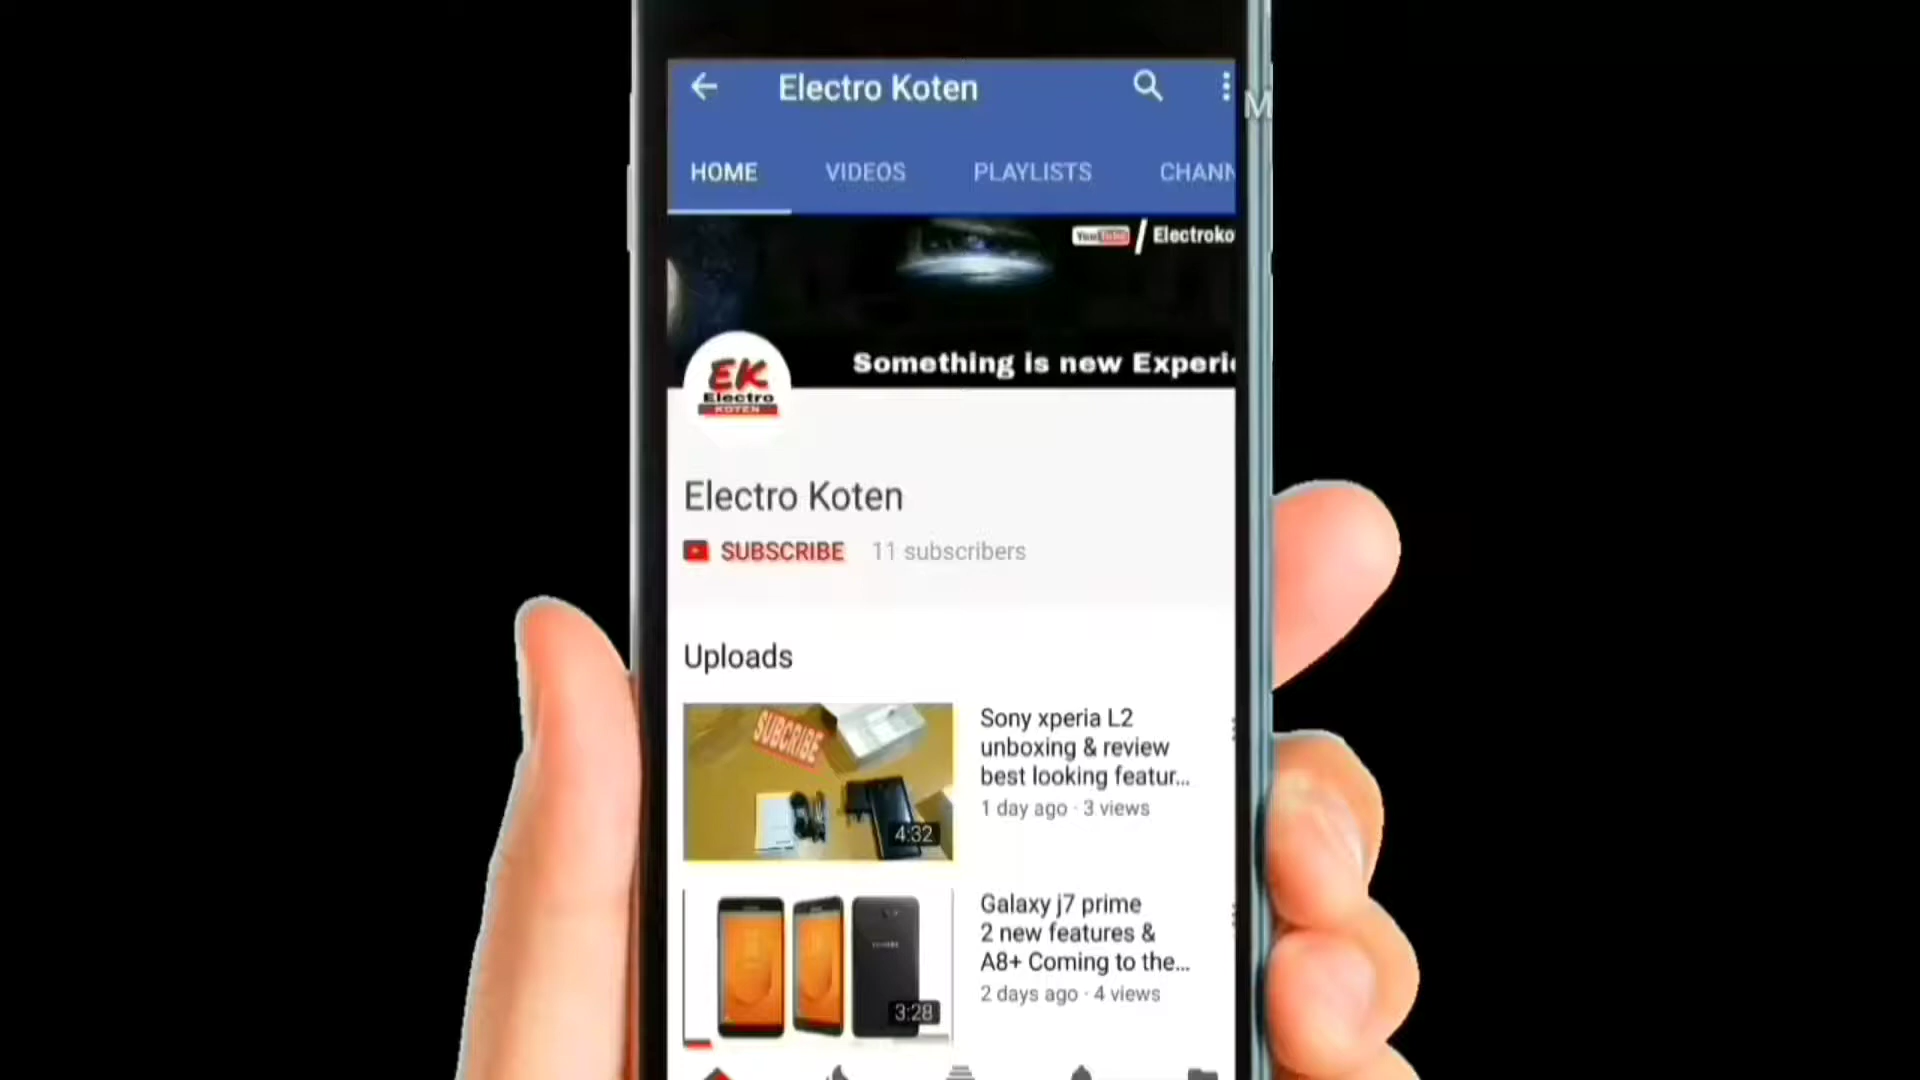 Electro Koten
M
HOME
VIDEOS
PLAYLISTS
CHANN
YouTube
Electroko
Something is new Experie
EK
Electro
KOTEN
Electro Koten
SUBSCRIBE
11 subscribers
Uploads
SUBCRIBE
4:32
Sony xperia L2
unboxing & review
best looking featur...
1 day ago · 3 views
3:28
Galaxy j7 prime
2 new features &
A8+ Coming to the...
2 days ago · 4 views